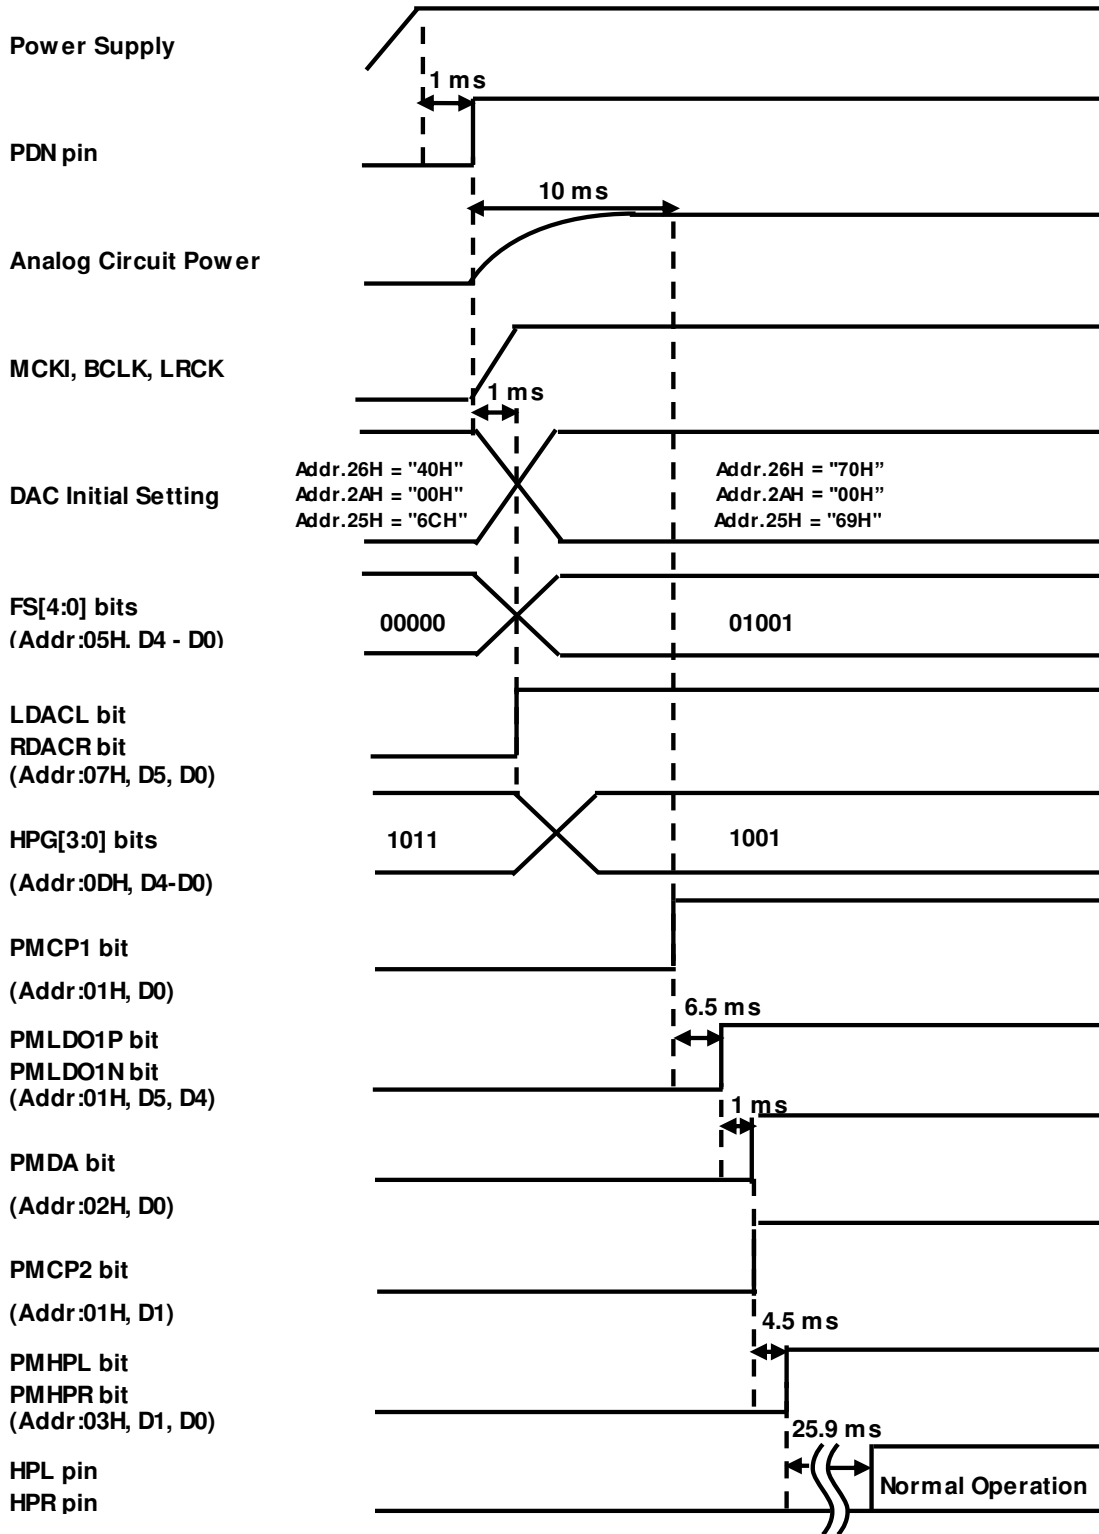 Power Supply
1 ms
PDN pin
10 ms
Analog Circuit Power
MCKI, BCLK, LRCK
1 ms
DAC Initial Setting
Addr.26H = "40H"
Addr.2AH = "00H"
Addr.25H = "6CH"
Addr.26H = "70H”
Addr.2AH = "00H”
Addr.25H = "69H"
FS[4:0] bits
(Addr:05H, D4 - D0)
00000
01001
LDACL bit
RDACR bit
(Addr:07H, D5, D0)
HPG[3:0] bits
(Addr:0DH, D4-D0)
1011
1001
PMCP1 bit
(Addr:01H, D0)
6.5 ms
PMLDO1P bit
PMLDO1N bit
(Addr:01H, D5, D4)
1 ms
PMDA bit
(Addr:02H, D0)
PMCP2 bit
(Addr:01H, D1)
4.5 ms
PMHPL bit
PMHPR bit
(Addr:03H, D1, D0)
25.9 ms
HPL pin
HPR pin
Normal Operation